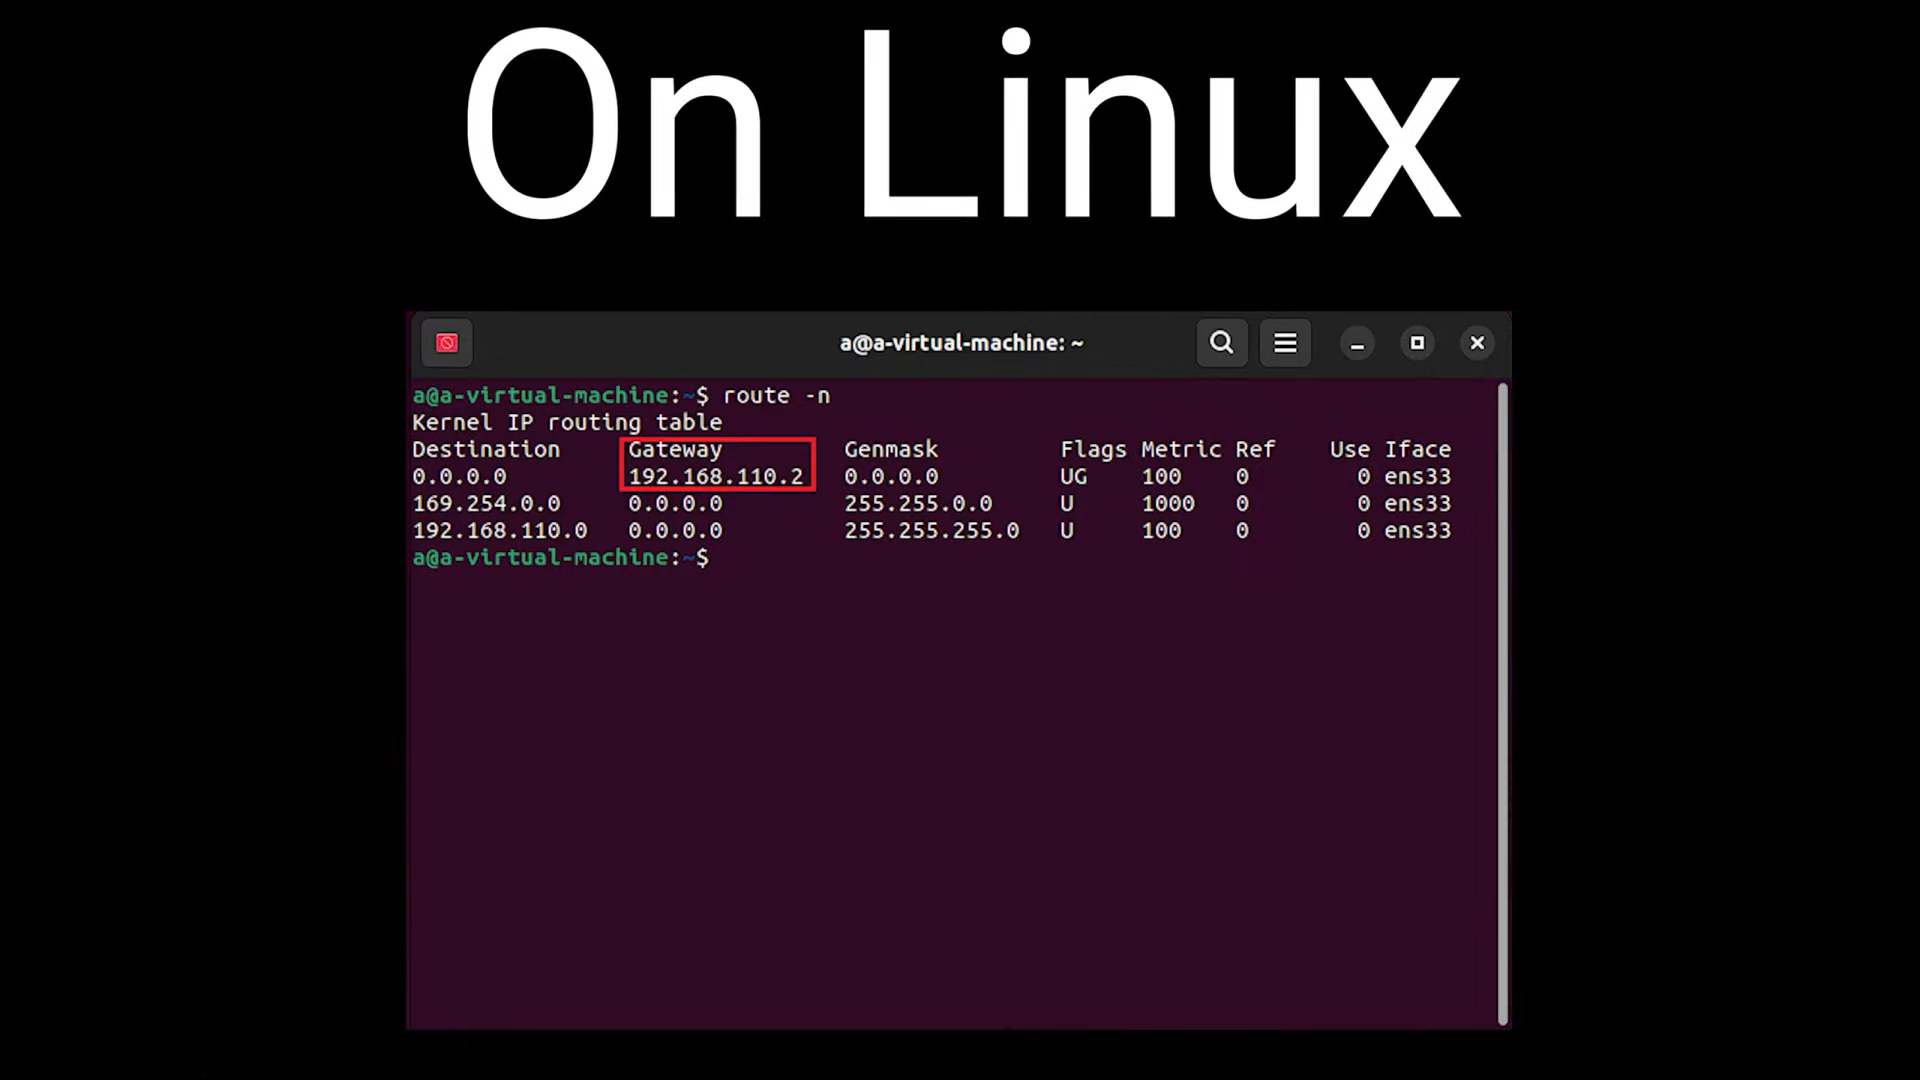 On Linux
a@a-virtual-machine: ~
a@a-virtual-machine:~$ route -n
Kernel IP routing table
Destination     Gateway         Genmask         Flags Metric Ref    Use Iface
0.0.0.0         192.168.110.2   0.0.0.0         UG    100    0        0 ens33
169.254.0.0     0.0.0.0         255.255.0.0     U     1000   0        0 ens33
192.168.110.0   0.0.0.0         255.255.255.0   U     100    0        0 ens33
a@a-virtual-machine:~$